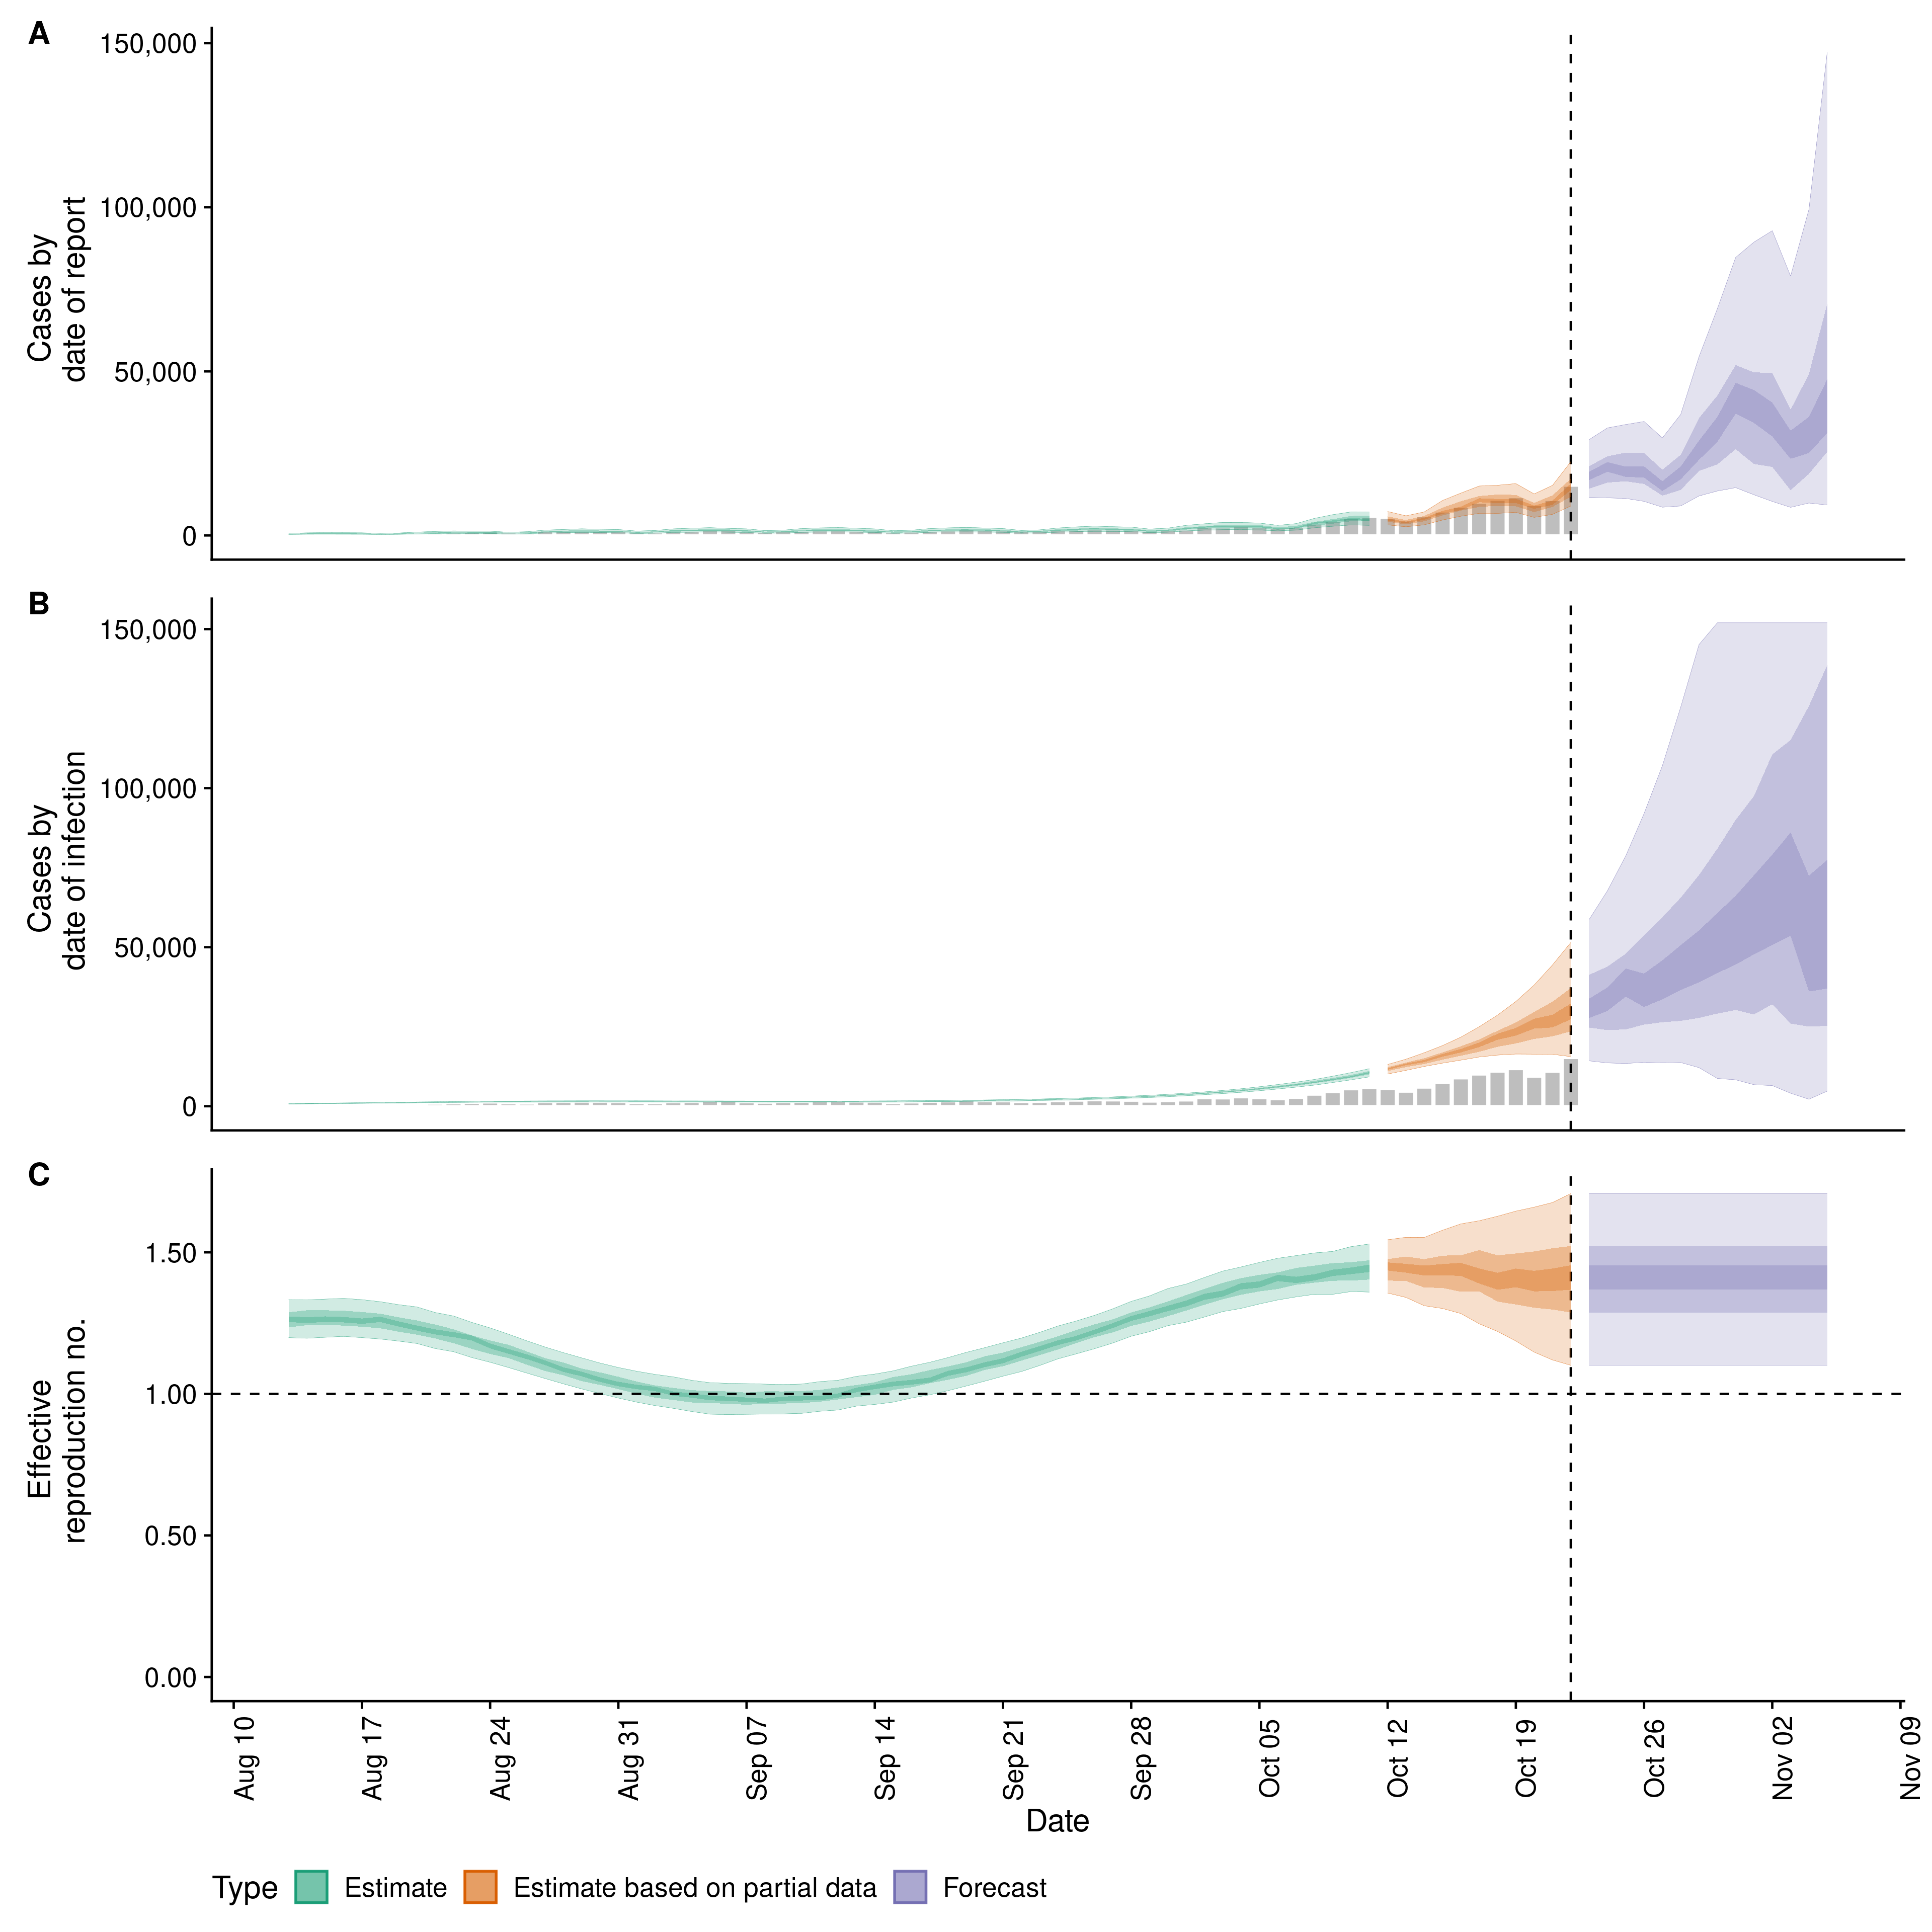 A
150,000
100,000
50,000
0
Cases by
date of report
B
150,000
100,000
50,000
0
Cases by
date of infection
C
1.50
1.00
0.50
0.00
Effective
reproduction no.
Aug 10
Aug 17
Aug 24
Aug 31
Sep 07
Sep 14
Sep 21
Sep 28
Oct 05
Oct 12
Oct 19
Oct 26
Nov 02
Nov 09
Date
Type Estimate Estimate based on partial data Forecast